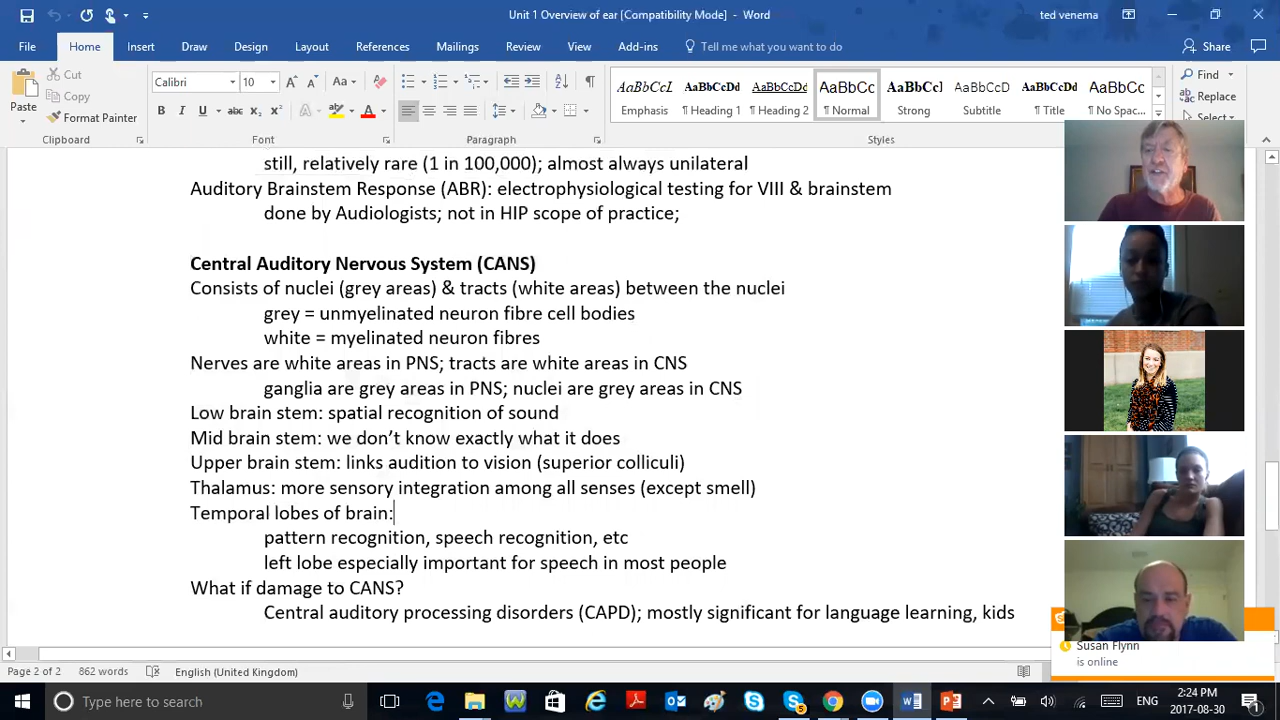 Unit 1 Overview of ear [Compatibility Mode] - Word
ted venema
File Home Insert Draw Design Layout References Mailings Review View Add-ins Tell me what you want to do Share
Cut
Copy
Format Painter
Paste
Clipboard
Calibri 10
Font
Paragraph
AaBbCcL AaBbCcDd AaBbCcDd AaBbCc AaBbCcl AaBbCcDd AaBbCcDd AaBbCc
Emphasis ¶ Heading 1 ¶ Heading 2 ¶ Normal Strong Subtitle ¶ Title ¶ No Spac...
Styles
Find
Replace
Select
still, relatively rare (1 in 100,000); almost always unilateral
Auditory Brainstem Response (ABR): electrophysiological testing for VIII & brainstem
done by Audiologists; not in HIP scope of practice;
Central Auditory Nervous System (CANS)
Consists of nuclei (grey areas) & tracts (white areas) between the nuclei
grey = unmyelinated neuron fibre cell bodies
white = myelinated neuron fibres
Nerves are white areas in PNS; tracts are white areas in CNS
ganglia are grey areas in PNS; nuclei are grey areas in CNS
Low brain stem: spatial recognition of sound
Mid brain stem: we don’t know exactly what it does
Upper brain stem: links audition to vision (superior colliculi)
Thalamus: more sensory integration among all senses (except smell)
Temporal lobes of brain:
pattern recognition, speech recognition, etc
left lobe especially important for speech in most people
What if damage to CANS?
Central auditory processing disorders (CAPD); mostly significant for language learning, kids
Susan Flynn
is online
Page 2 of 2 862 words English (United Kingdom)
Type here to search
ENG
2:24 PM
2017-08-30